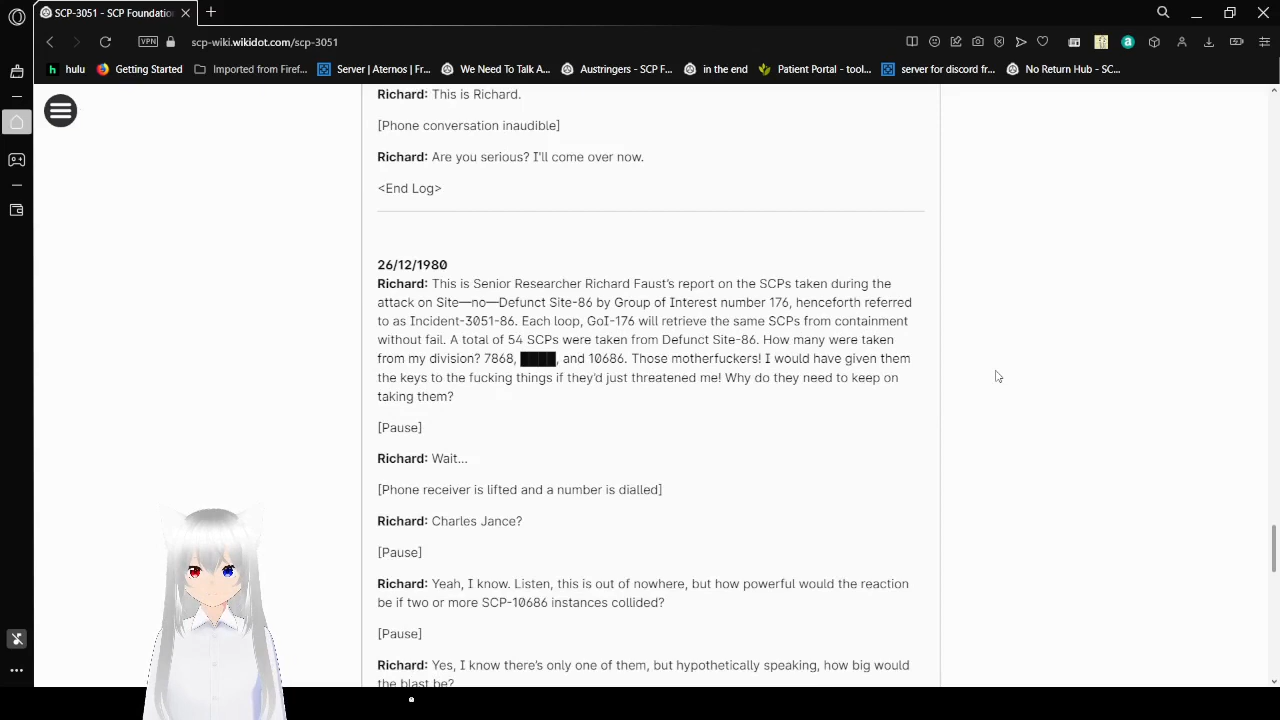 SCP-3051 - SCP Foundatio
scp-wiki.wikidot.com/scp-3051
VPN
hulu
Getting Started
Imported from Firef...
Server | Aternos | Fr...
We Need To Talk A...
Austringers - SCP F...
in the end
Patient Portal - tool...
server for discord fr...
No Return Hub - SC...
Richard: This is Richard.
[Phone conversation inaudible]
Richard: Are you serious? I'll come over now.
<End Log>
26/12/1980
Richard: This is Senior Researcher Richard Faust's report on the SCPs taken during the
attack on Site—no—Defunct Site-86 by Group of Interest number 176, henceforth referred
to as Incident-3051-86. Each loop, GoI-176 will retrieve the same SCPs from containment
without fail. A total of 54 SCPs were taken from Defunct Site-86. How many were taken
from my division? 7868, ████, and 10686. Those motherfuckers! I would have given them
the keys to the fucking things if they'd just threatened me! Why do they need to keep on
taking them?
[Pause]
Richard: Wait...
[Phone receiver is lifted and a number is dialled]
Richard: Charles Jance?
[Pause]
Richard: Yeah, I know. Listen, this is out of nowhere, but how powerful would the reaction
be if two or more SCP-10686 instances collided?
[Pause]
Richard: Yes, I know there's only one of them, but hypothetically speaking, how big would
the blast be?